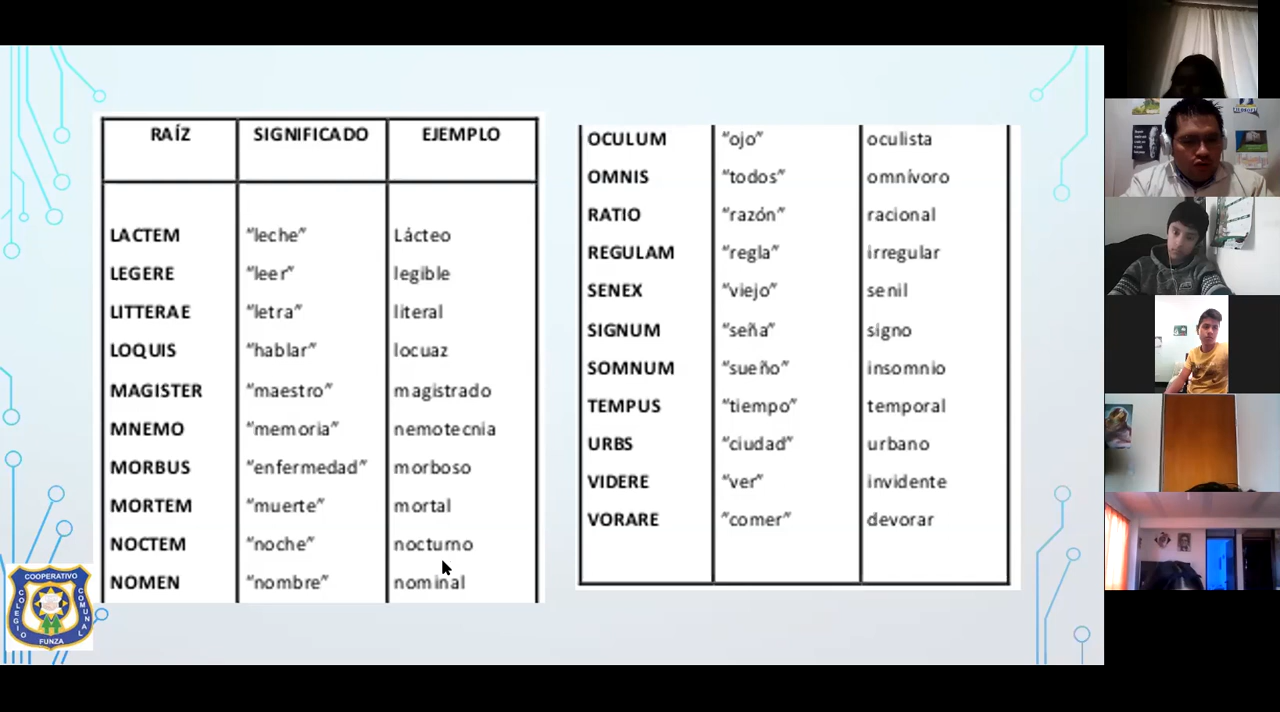 RAÍZ SIGNIFICADO EJEMPLO
LACTEM "leche" Lácteo
LEGERE "leer" legible
LITTERAE "letra" literal
LOQUIS "hablar" locuaz
MAGISTER "maestro" magistrado
MNEMO "memoria" nemotecnia
MORBUS "enfermedad" morboso
MORTEM "muerte" mortal
NOCTEM "noche" nocturno
NOMEN "nombre" nominal
OCULUM "ojo" oculista
OMNIS "todos" omnívoro
RATIO "razón" racional
REGULAM "regla" irregular
SENEX "viejo" senil
SIGNUM "seña" signo
SOMNUM "sueño" insomnio
TEMPUS "tiempo" temporal
URBS "ciudad" urbano
VIDERE "ver" invidente
VORARE "comer" devorar
COOPERATIVO
COLEGIO
COMUNAL
FUNZA